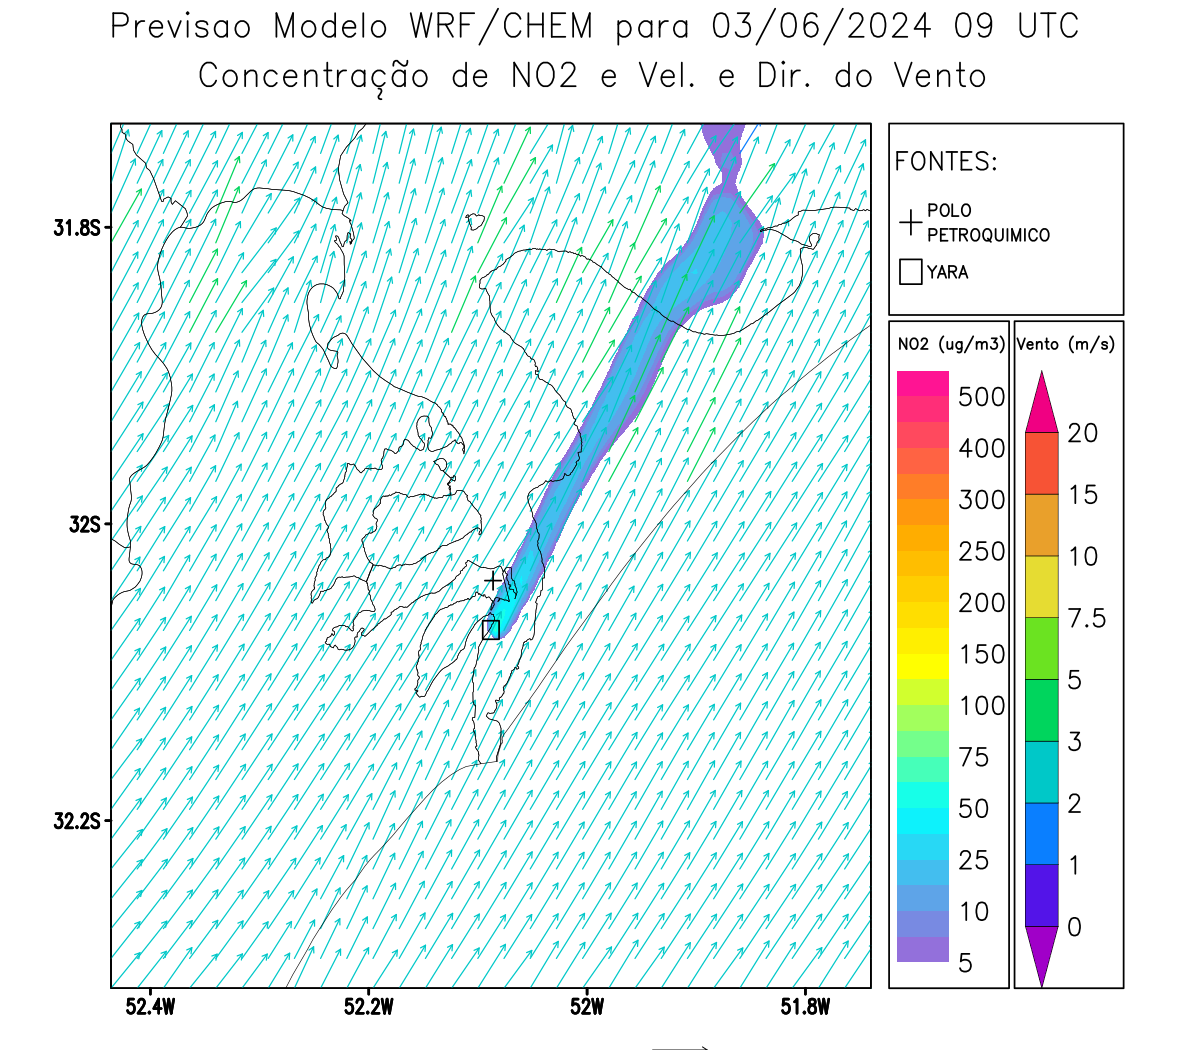 Previsao Modelo WRF/CHEM para 03/06/2024 09 UTC
Concentração de NO2 e Vel. e Dir. do Vento
FONTES:
POLO
PETROQUIMICO
YARA
31.8S
32S
32.2S
52.4W
52.2W
52W
51.8W
NO2 (ug/m3)
500
400
300
250
200
150
100
75
50
25
10
5
Vento (m/s)
20
15
10
7.5
5
3
2
1
0